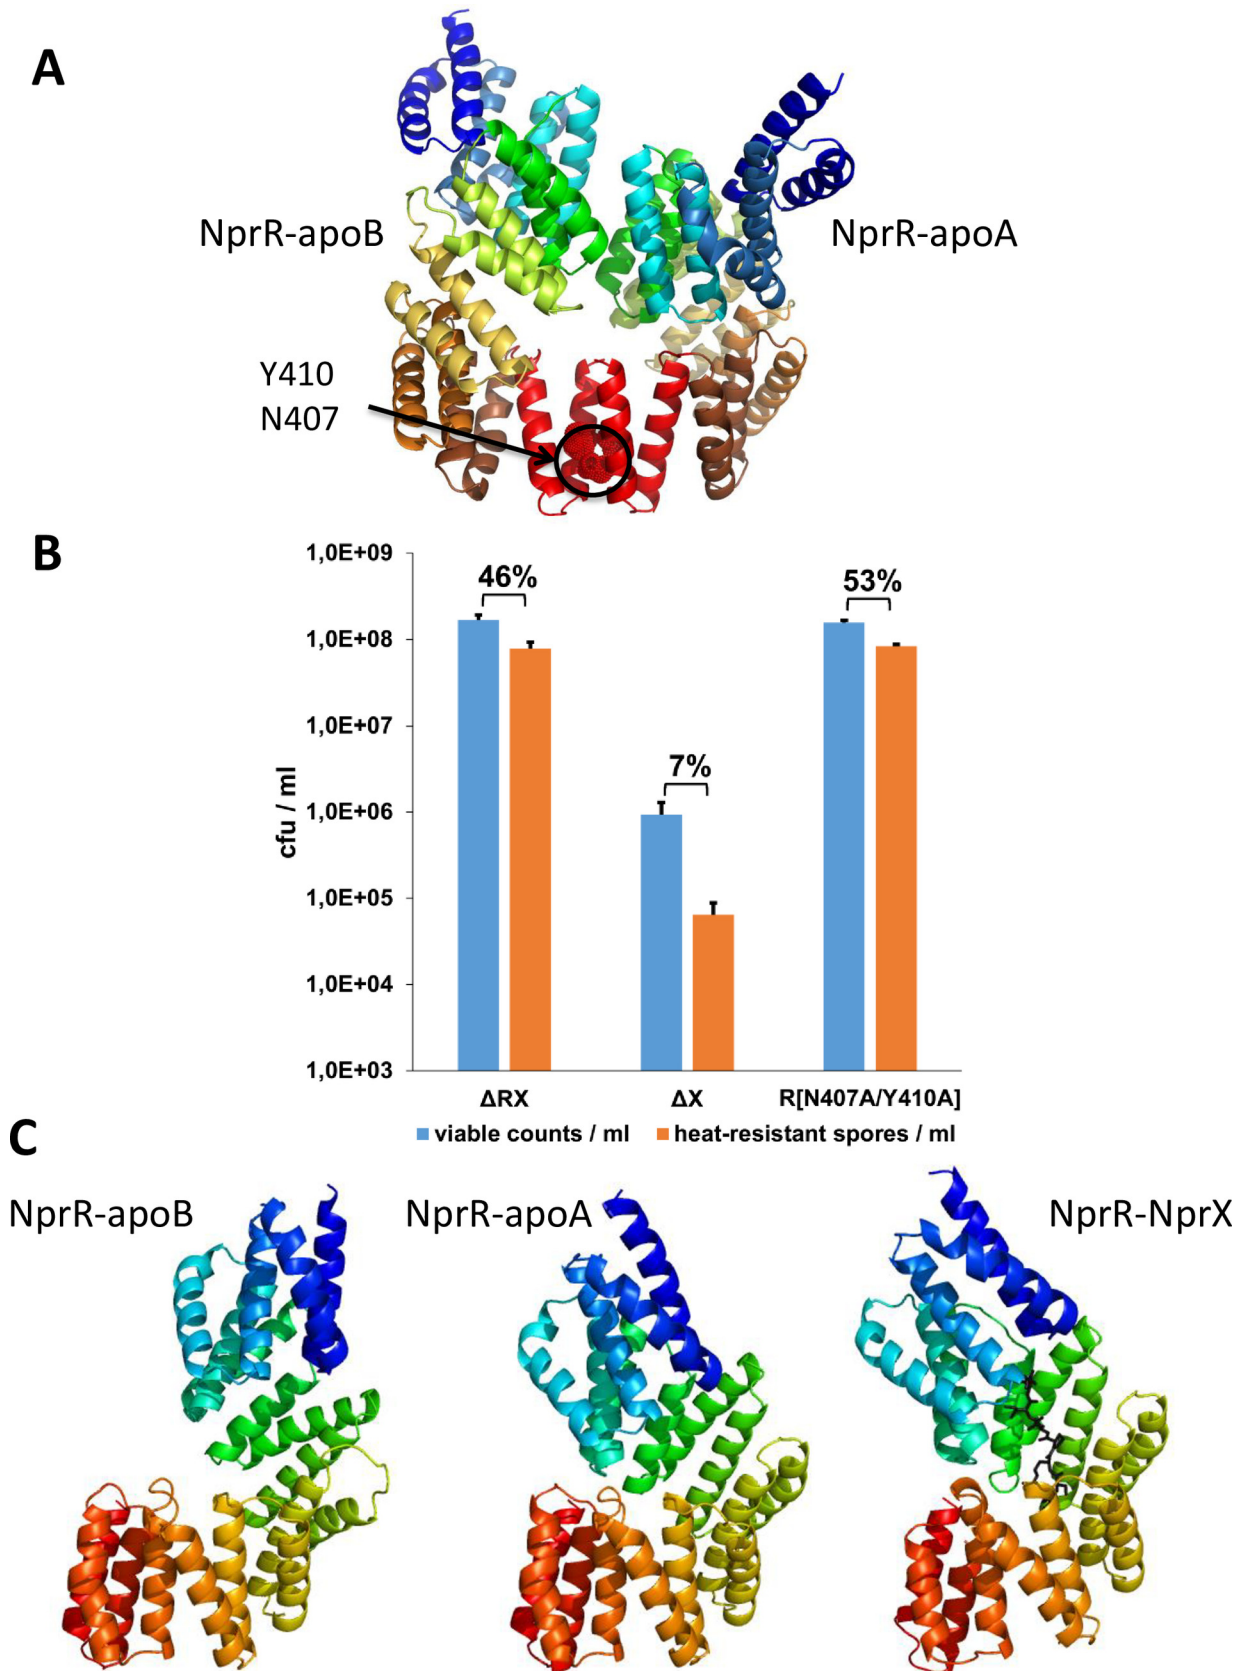 A
NprR-apoB
NprR-apoA
Y410
N407
B
1,0E+09
1,0E+08
1,0E+07
1,0E+06
1,0E+05
1,0E+04
1,0E+03
cfu / ml
46%
7%
53%
ΔRX
ΔX
R[N407A/Y410A]
viable counts / ml
heat-resistant spores / ml
C
NprR-apoB
NprR-apoA
NprR-NprX